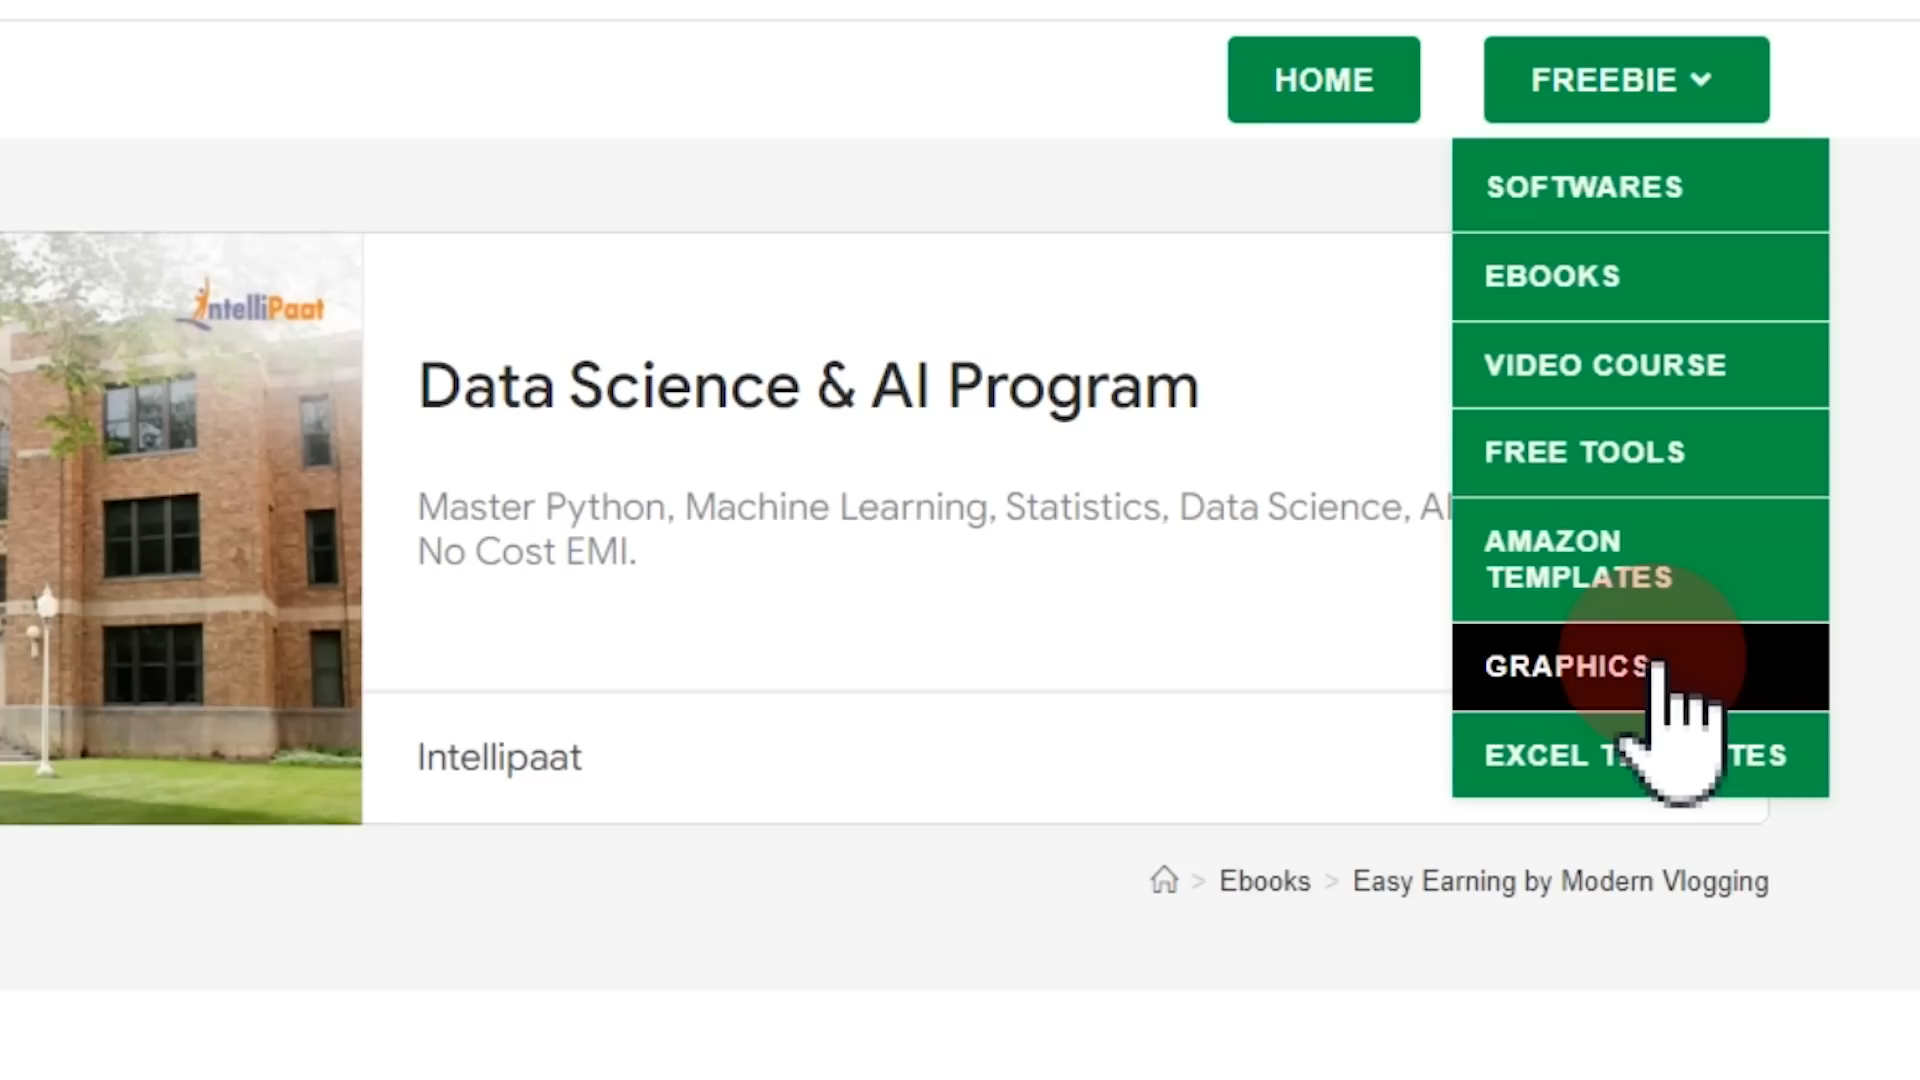 HOME
FREEBIE
SOFTWARES
EBOOKS
VIDEO COURSE
FREE TOOLS
AMAZON
TEMPLATES
GRAPHICS
EXCEL
IntelliPaat
Data Science & AI Program
Master Python, Machine Learning, Statistics, Data Science, AI
No Cost EMI.
Intellipaat
> Ebooks > Easy Earning by Modern Vlogging